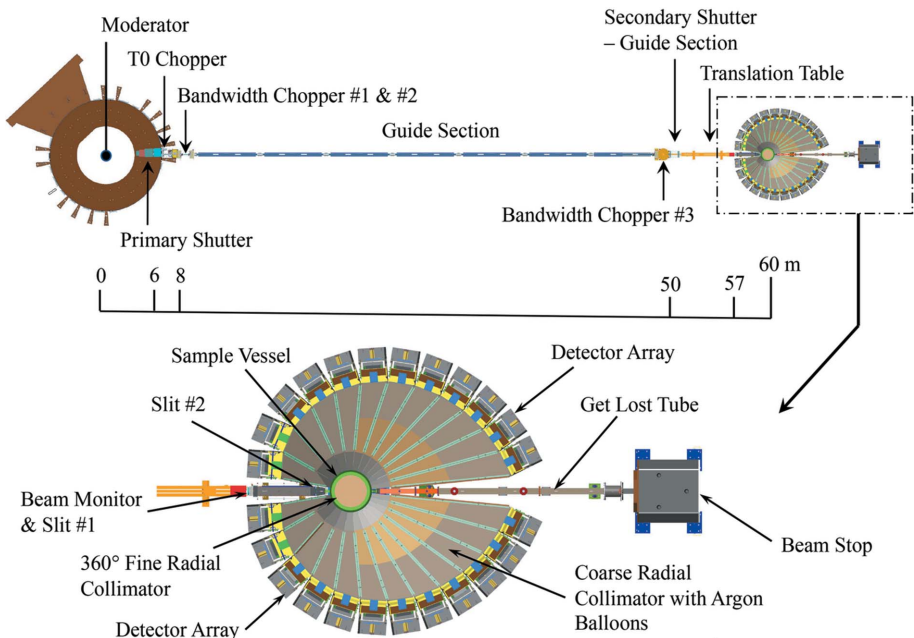 Moderator
T0 Chopper
Bandwidth Chopper #1 & #2
Guide Section
Secondary Shutter
– Guide Section
Translation Table
Primary Shutter
Bandwidth Chopper #3
0
6
8
50
57
60 m
Sample Vessel
Slit #2
Beam Monitor
& Slit #1
360° Fine Radial
Collimator
Detector Array
Detector Array
Get Lost Tube
Beam Stop
Coarse Radial
Collimator with Argon
Balloons